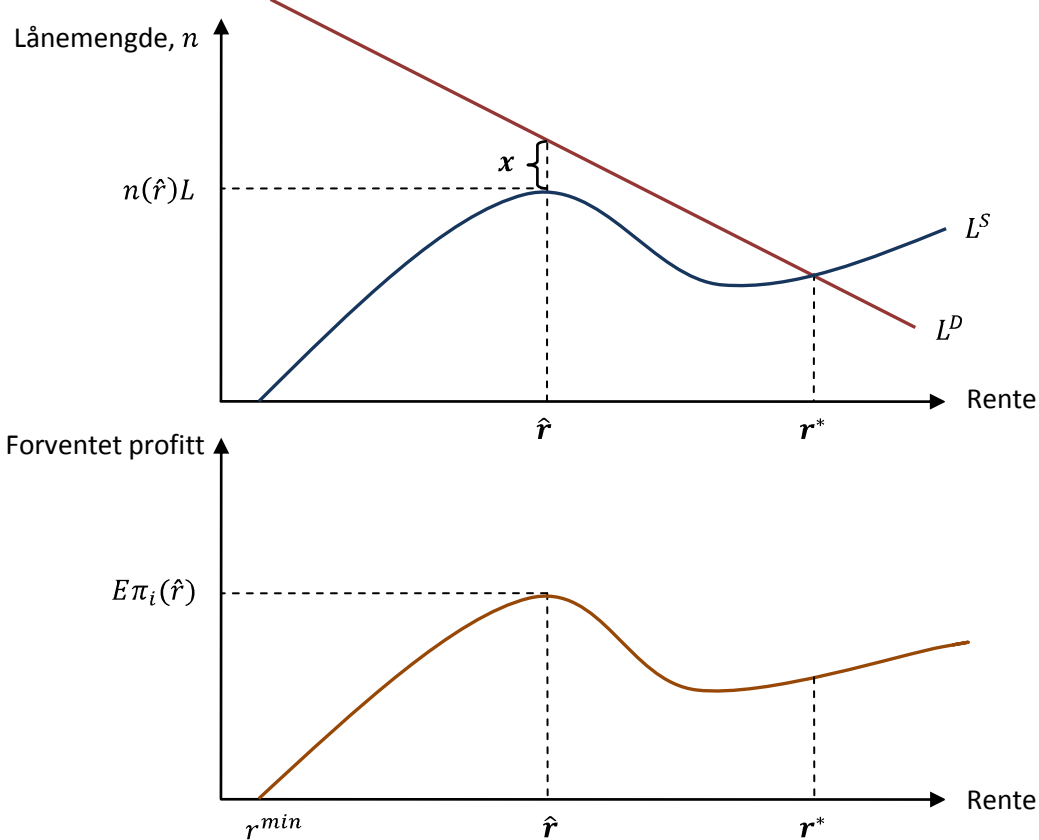 Lånemengde, n
x
n(r̂)L
L^S
L^D
Rente
r̂
r*
Forventet profitt
Eπ_i(r̂)
Rente
r^min
r̂
r*